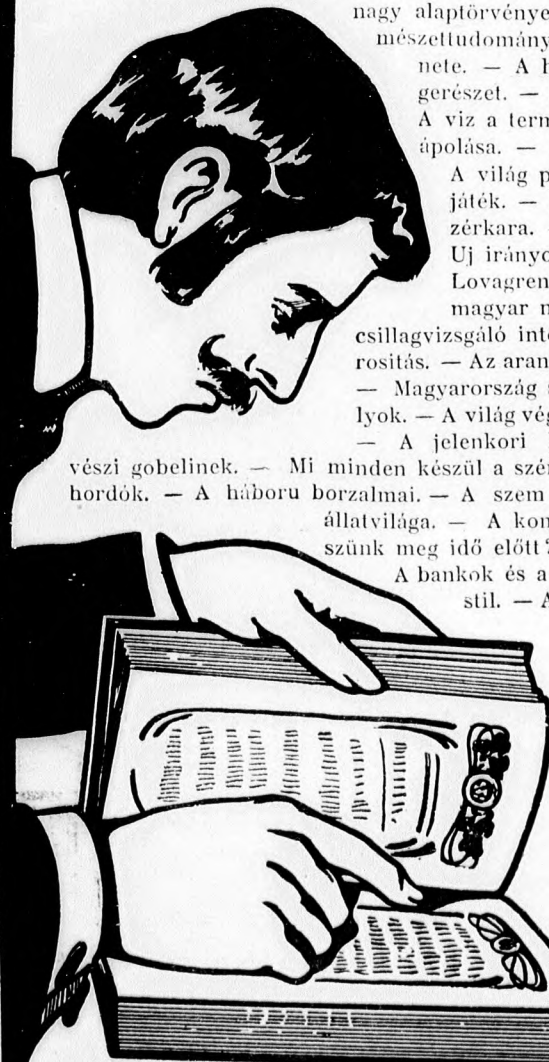 nagy alaptörvénye
mészettudomány
nete. — A
gerészet. —
A viz a term
ápolása. —
A világ p
játék. —
zérkara.
Uj irányo
Lovagren
magyar
csillagvizsgáló int
rositás. — Az aran
— Magyarország
lyok. — A világ vég
— A jelenkori
vészi gobelinek. — Mi minden készül a szé
hordók. — A háboru borzalmai. — A szem
állatvilága. — A kon
szünk meg idő előtt?
A bankok és a
stil. — A